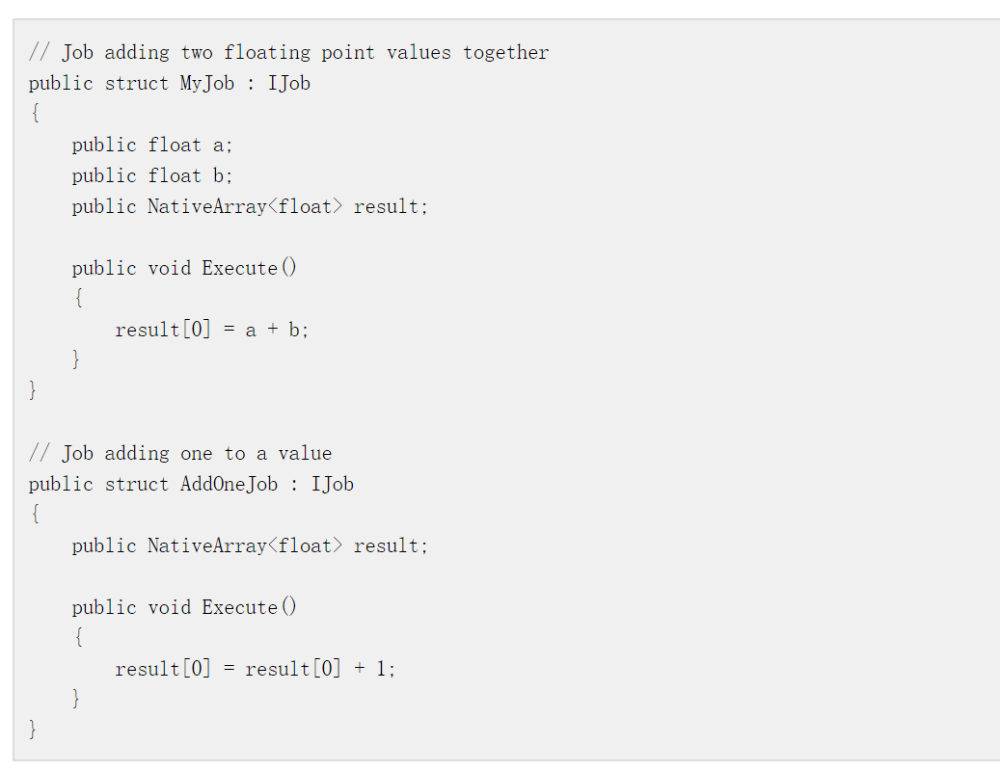 // Job adding two floating point values together
public struct MyJob : IJob
{
    public float a;
    public float b;
    public NativeArray<float> result;

    public void Execute()
    {
        result[0] = a + b;
    }
}

// Job adding one to a value
public struct AddOneJob : IJob
{
    public NativeArray<float> result;

    public void Execute()
    {
        result[0] = result[0] + 1;
    }
}